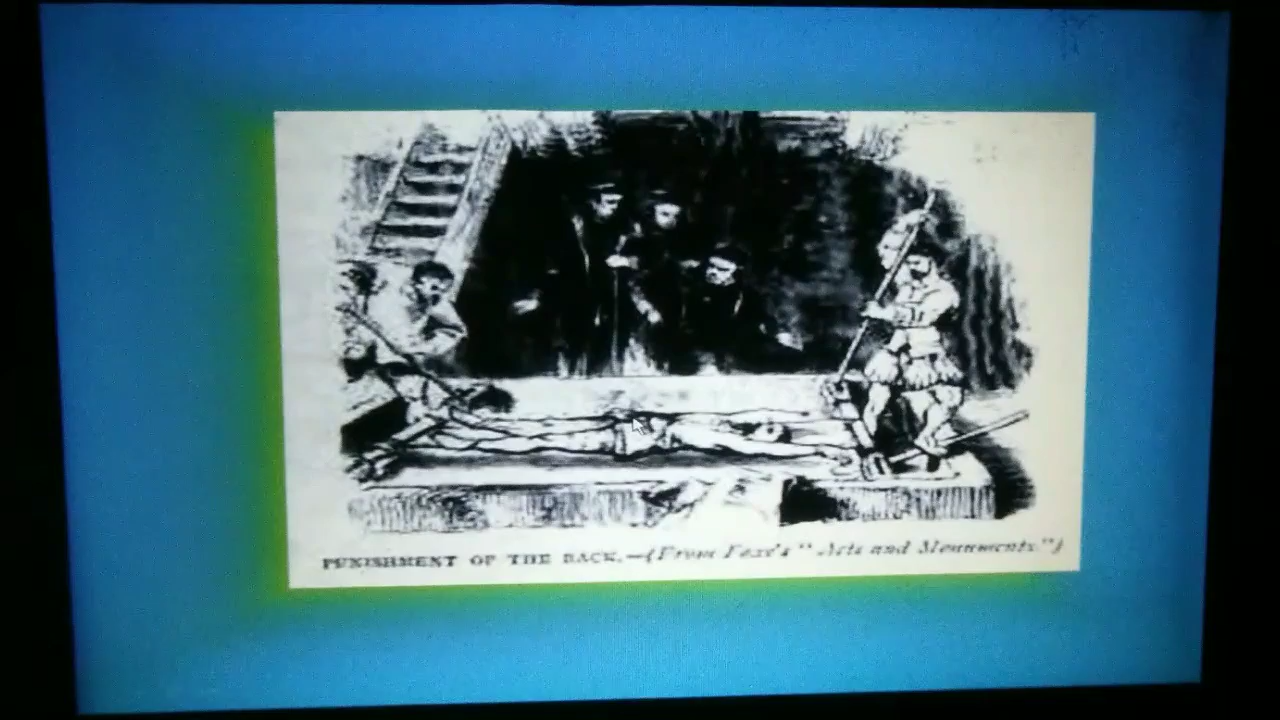 PUNISHMENT OF THE RACK.—(From Foxe's "Acts and Monuments.")